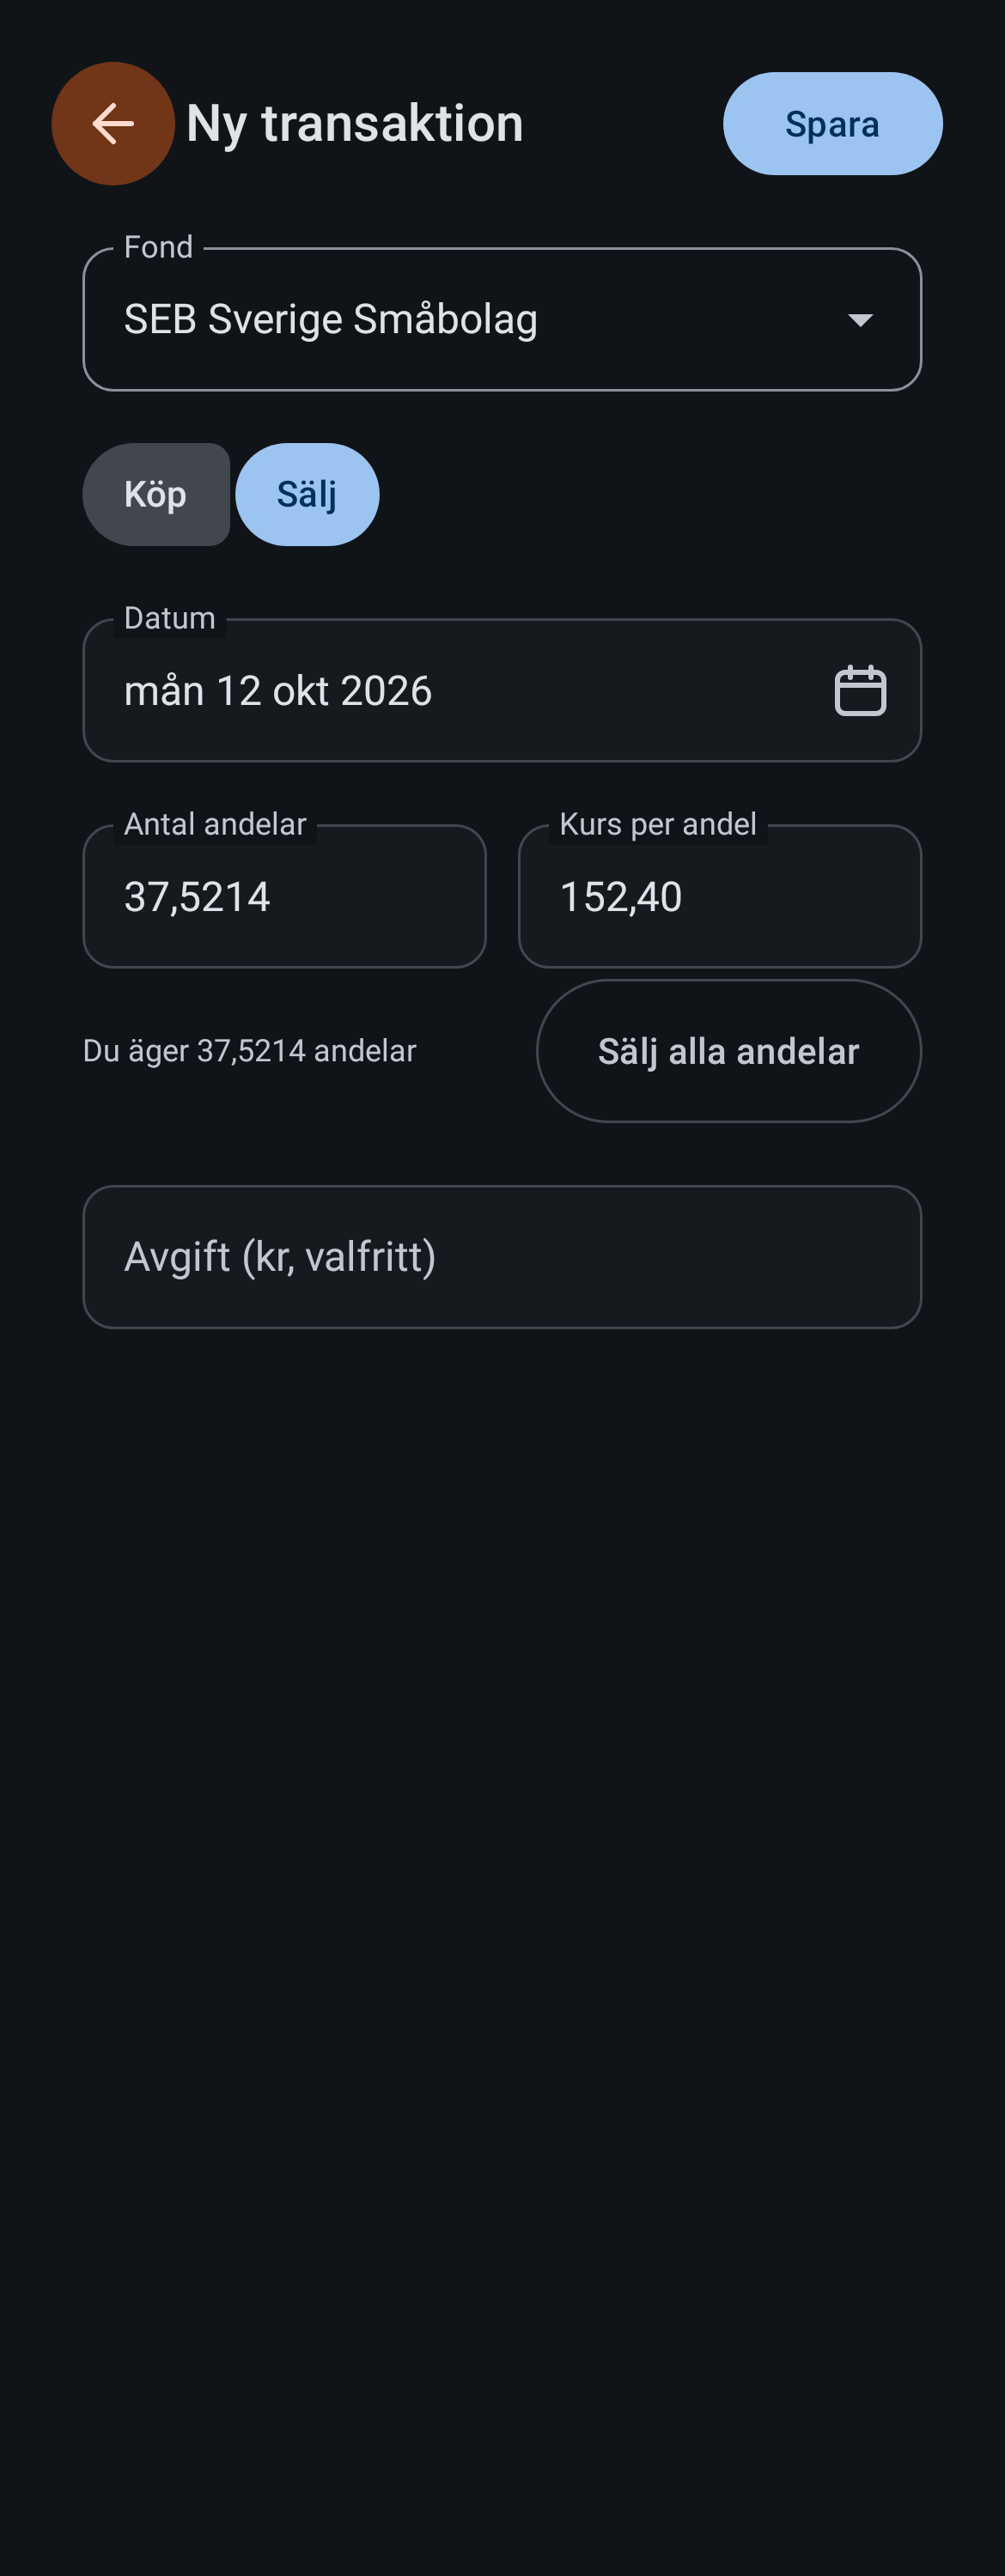 Ny transaktion
Spara
Fond
SEB Sverige Småbolag
Köp
Sälj
Datum
mån 12 okt 2026
Antal andelar
Kurs per andel
37,5214
152,40
Du äger 37,5214 andelar
Sälj alla andelar
Avgift (kr, valfritt)